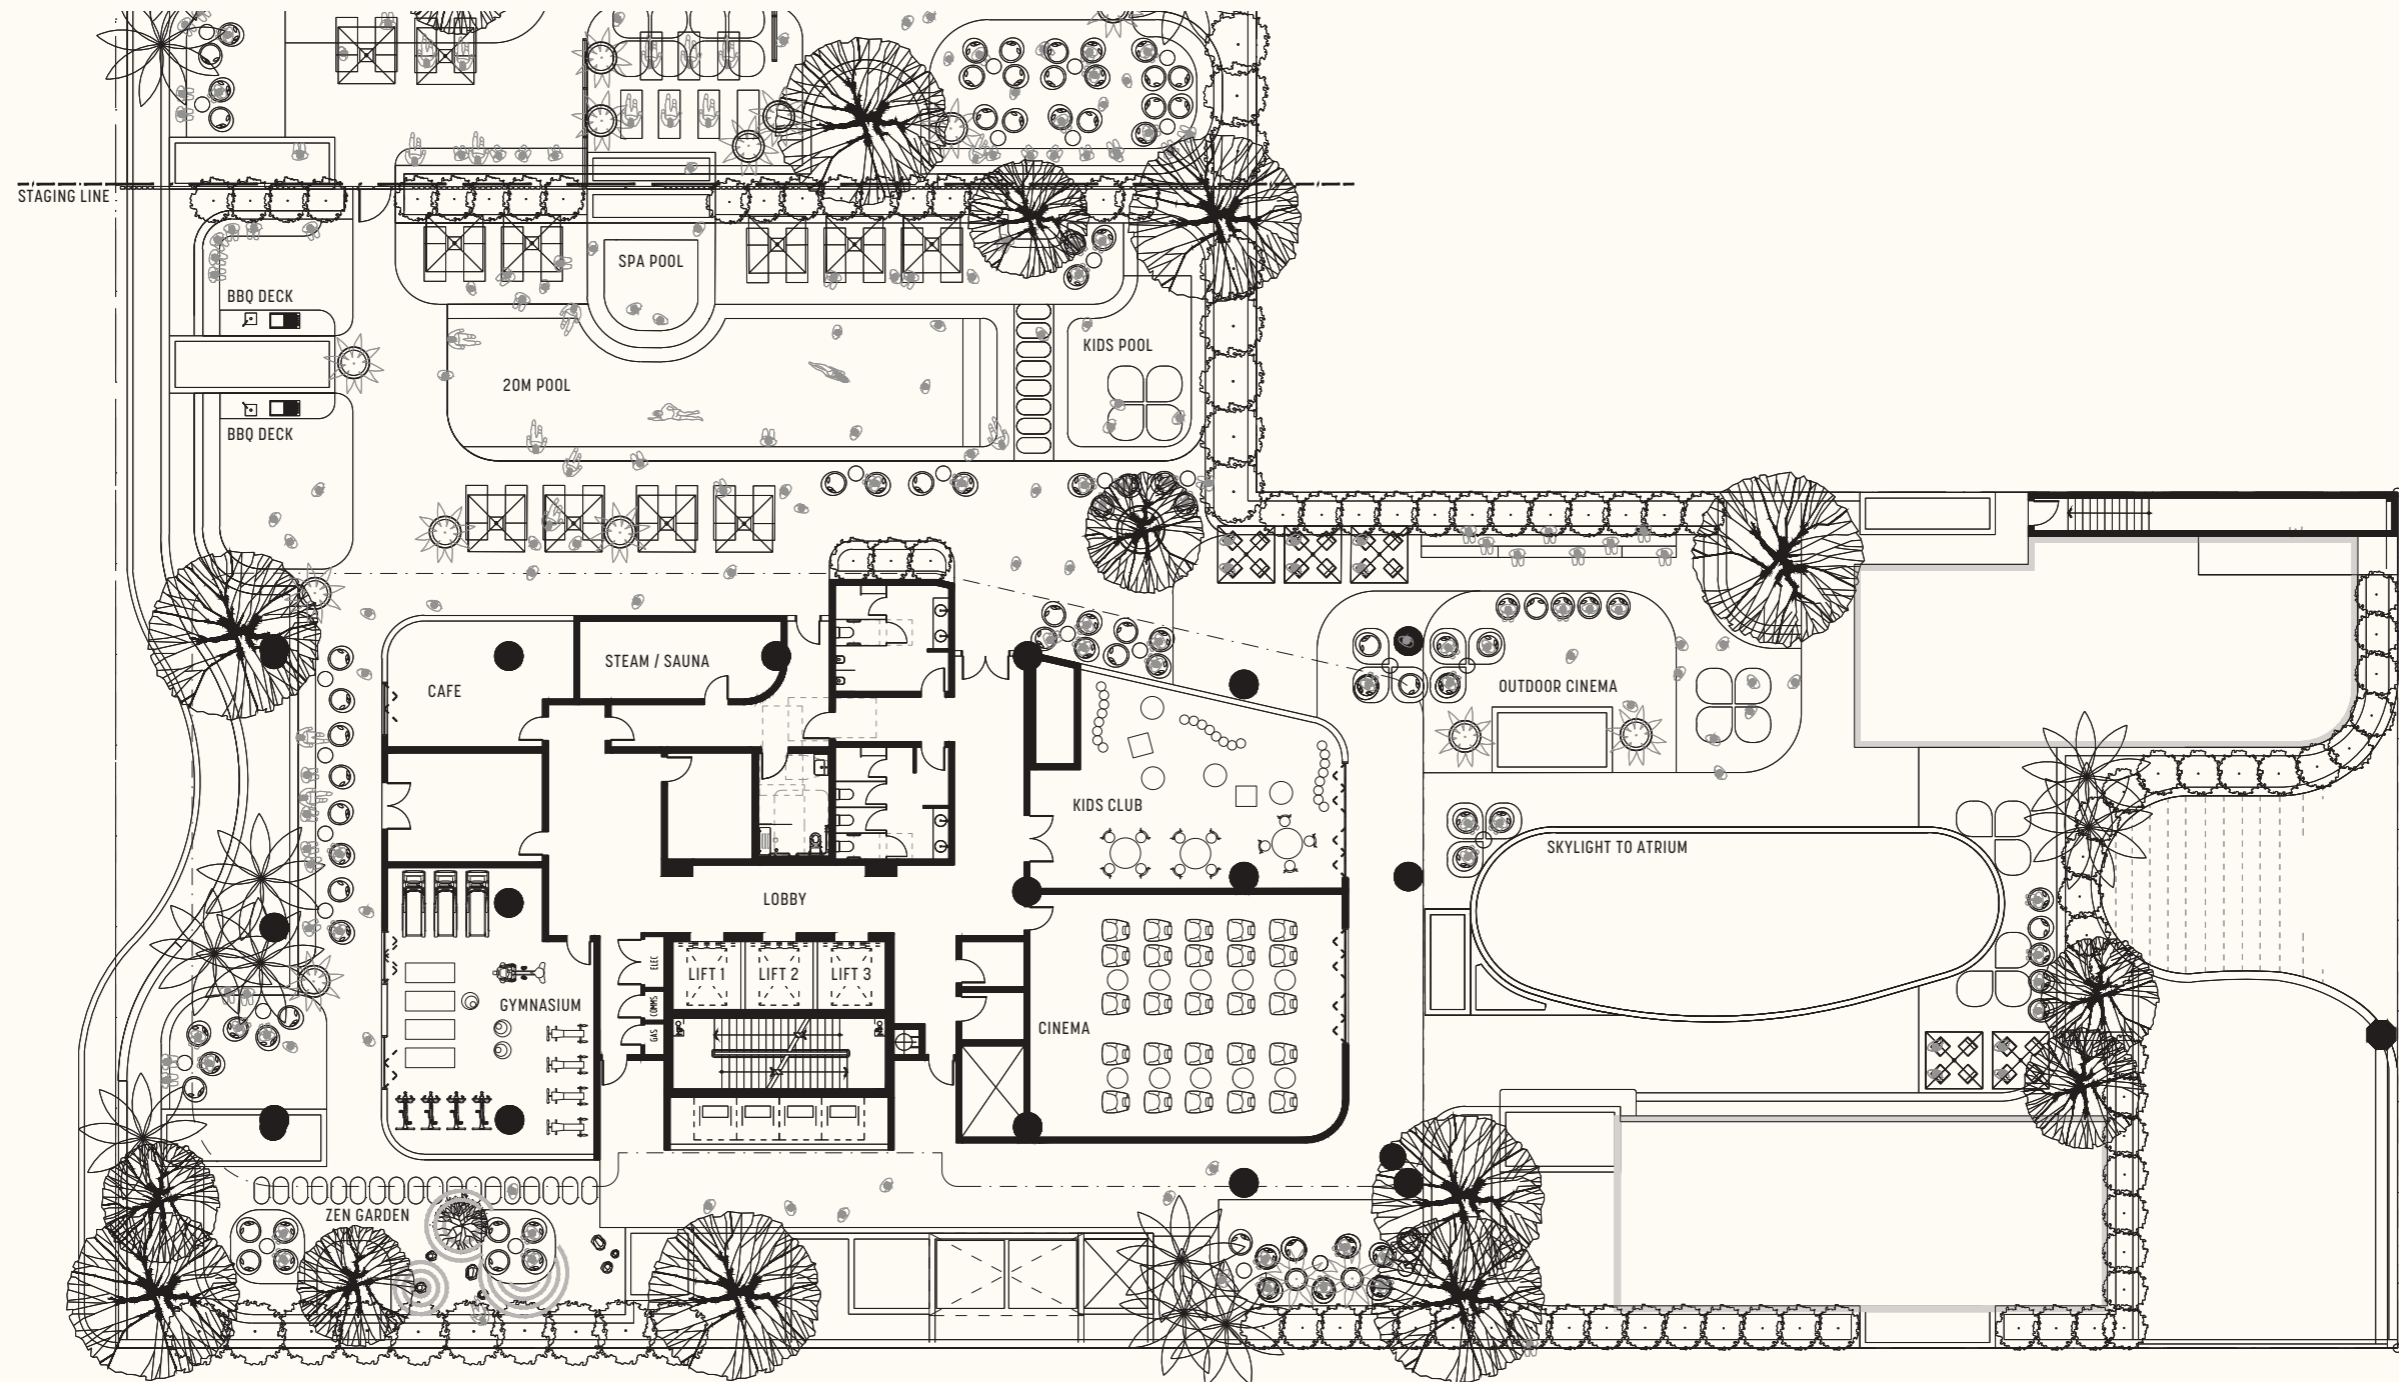 STAGING LINE
SPA POOL
BBQ DECK
KIDS POOL
20M POOL
BBQ DECK
STEAM / SAUNA
CAFE
OUTDOOR CINEMA
KIDS CLUB
SKYLIGHT TO ATRIUM
LOBBY
ELEC
LIFT 1
LIFT 2
LIFT 3
GYMNASIUM
COMMS
GAS
CINEMA
ZEN GARDEN